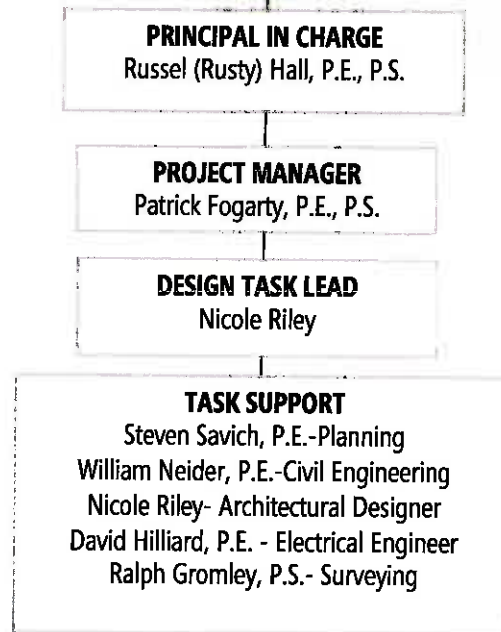 PRINCIPAL IN CHARGE
Russel (Rusty) Hall, P.E., P.S.
PROJECT MANAGER
Patrick Fogarty, P.E., P.S.
DESIGN TASK LEAD
Nicole Riley
TASK SUPPORT
Steven Savich, P.E.-Planning
William Neider, P.E.-Civil Engineering
Nicole Riley- Architectural Designer
David Hilliard, P.E. - Electrical Engineer
Ralph Gromley, P.S.- Surveying